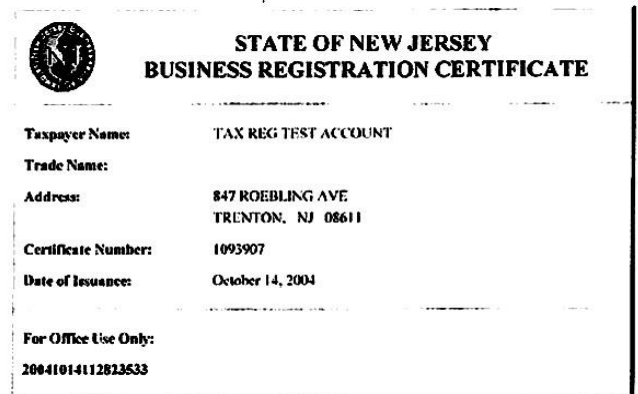 STATE OF NEW JERSEY
BUSINESS REGISTRATION CERTIFICATE
Taxpayer Name: TAX REG TEST ACCOUNT
Trade Name:
Address: 847 ROEBLING AVE
TRENTON, NJ 08611
Certificate Number: 1093907
Date of Issuance: October 14, 2004
For Office Use Only:
20041014112823533